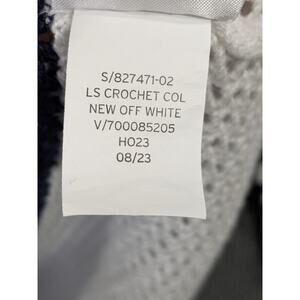 S/827471-02
LS CROCHET COL
NEW OFF WHITE
V/700085205
HO23
08/23